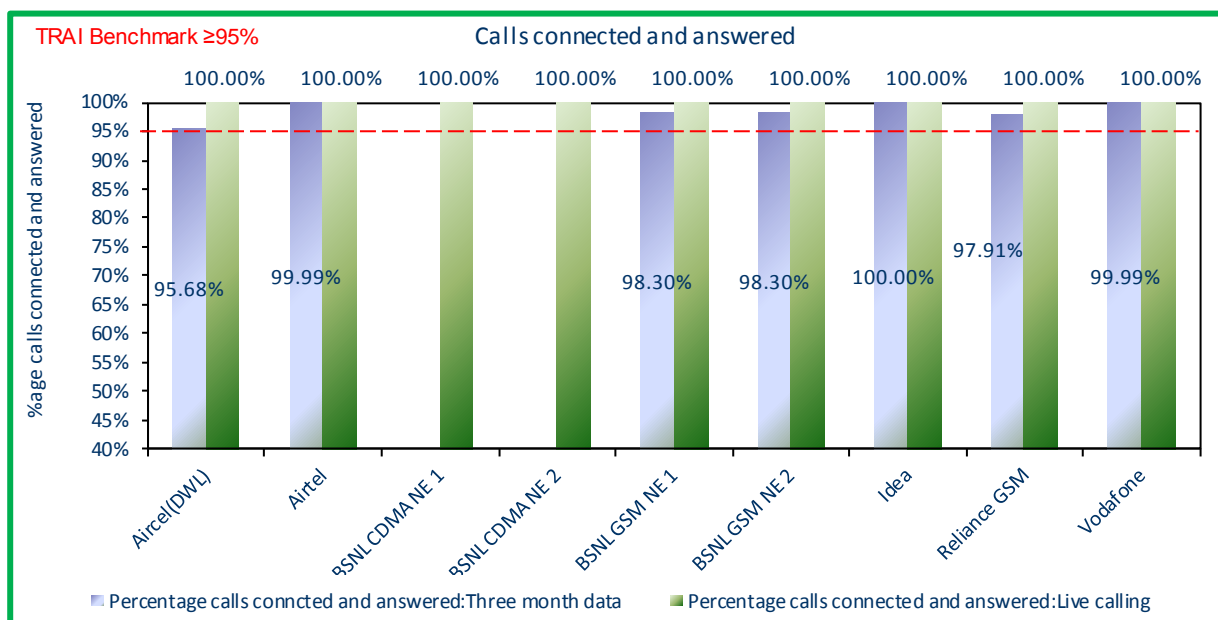 TRAI Benchmark ≥95%
Calls connected and answered
100.00% 100.00% 100.00% 100.00% 100.00% 100.00% 100.00% 100.00% 100.00%
%age calls connected and answered
100%
95%
90%
85%
80%
75%
70%
65%
60%
55%
50%
45%
40%
95.68% 99.99% 98.30% 98.30% 100.00% 97.91% 99.99%
Aircel(DWL)
Airtel
BSNL CDMA NE 1
BSNL CDMA NE 2
BSNL GSM NE 1
BSNL GSM NE 2
Idea
Reliance GSM
Vodafone
Percentage calls conncted and answered:Three month data
Percentage calls connected and answered:Live calling